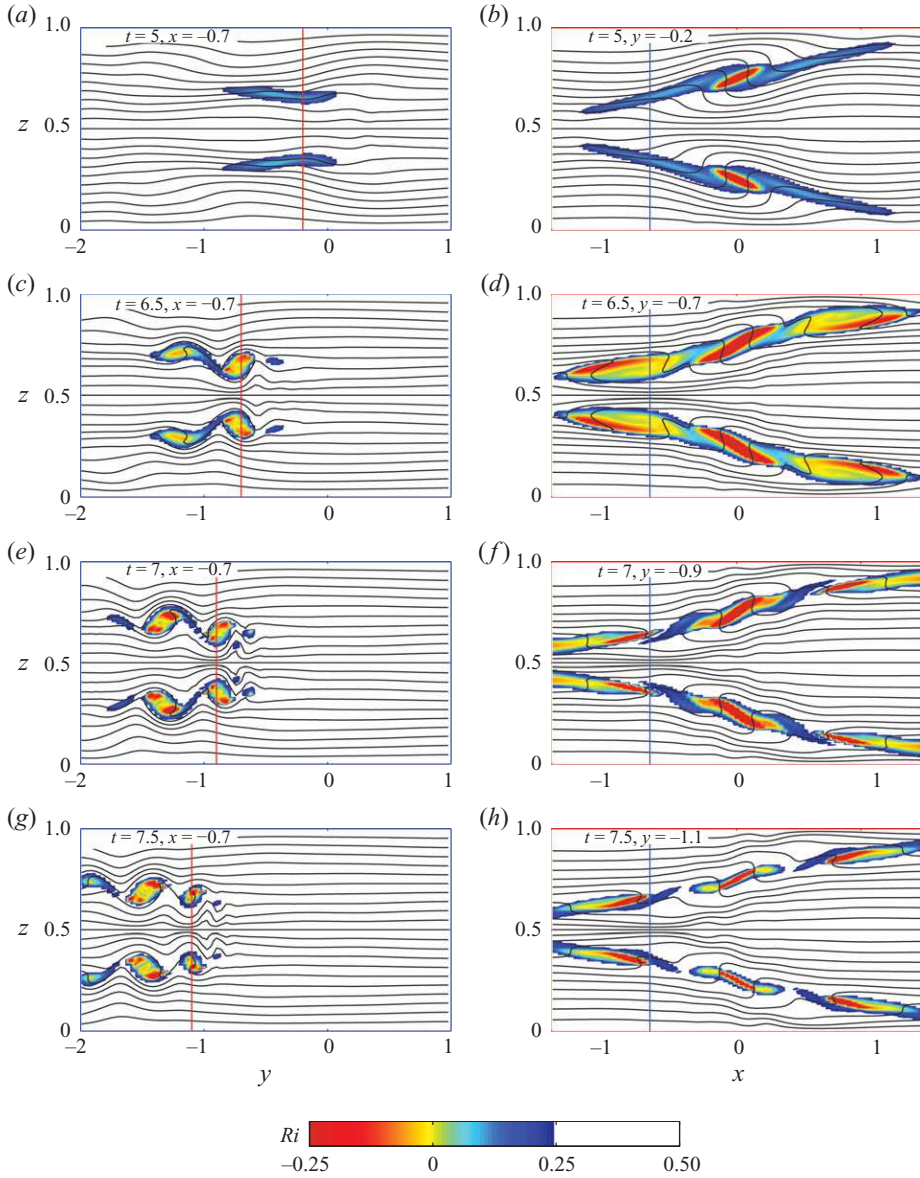 (a)
(b)
1.0
t = 5, x = −0.7
1.0
t = 5, y = −0.2
z
0.5
0.5
0
0
−2
−1
0
1
−1
0
1
(c)
(d)
1.0
t = 6.5, x = −0.7
1.0
t = 6.5, y = −0.7
z
0.5
0.5
0
0
−2
−1
0
1
−1
0
1
(e)
(f)
1.0
t = 7, x = −0.7
1.0
t = 7, y = −0.9
z
0.5
0.5
0
0
−2
−1
0
1
−1
0
1
(g)
(h)
1.0
t = 7.5, x = −0.7
1.0
t = 7.5, y = −1.1
z
0.5
0.5
0
0
−2
−1
0
1
−1
0
1
y
x
Ri
−0.25
0
0.25
0.50